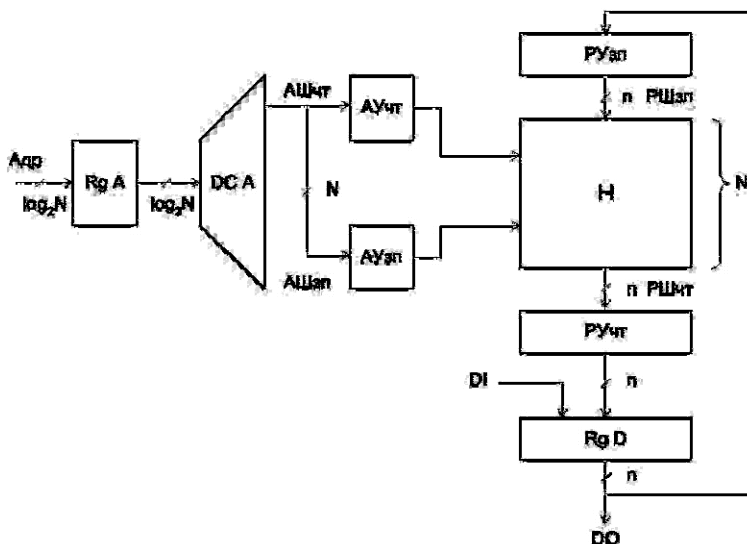 РУзп
n РШзп
АШчт
АУчт
Адр
log₂N
Rg A
log₂N
DC A
N
АУзп
АШзп
Н
N
n РШчт
РУчт
DI
n
Rg D
n
DO